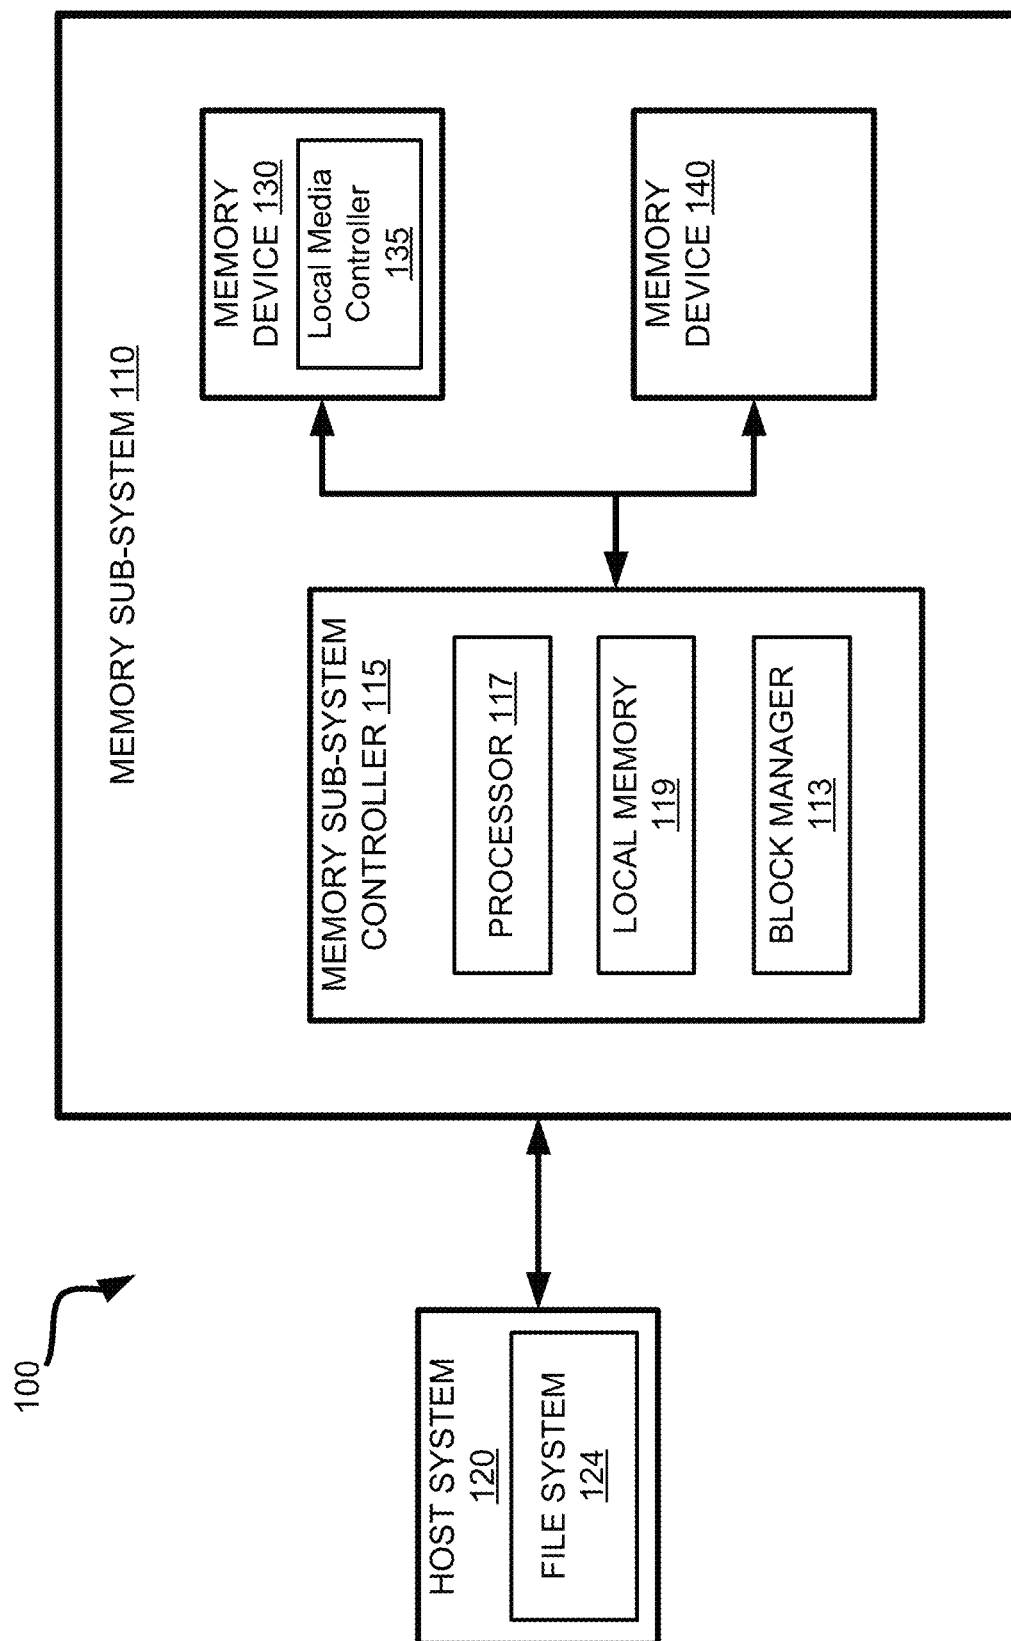 100
HOST SYSTEM
120
FILE SYSTEM
124
MEMORY SUB-SYSTEM 110
MEMORY SUB-SYSTEM
CONTROLLER 115
PROCESSOR 117
LOCAL MEMORY
119
BLOCK MANAGER
113
MEMORY
DEVICE 130
Local Media
Controller
135
MEMORY
DEVICE 140